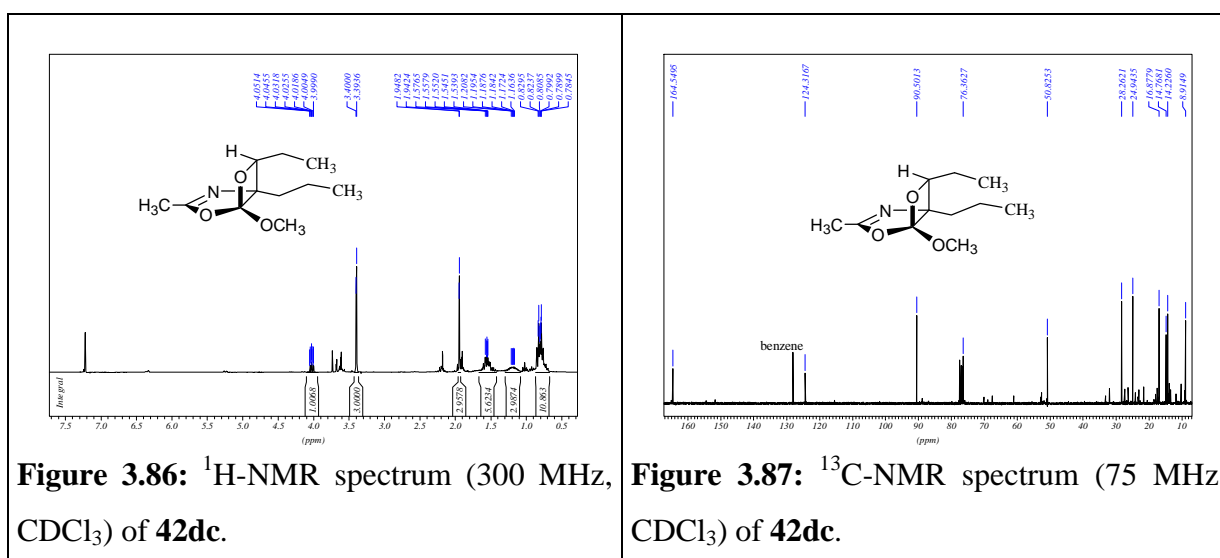 4.0514
4.0455
4.0318
4.0255
4.0186
4.0049
3.9990
3.4000
3.3936
1.9482
1.9424
1.5765
1.5579
1.5520
1.5451
1.5393
1.2082
1.1954
1.1876
1.1842
1.1724
1.1636
0.8295
0.8237
0.8085
0.7992
0.7899
0.7845
H
O
CH3
N
CH3
H3C
O
OCH3
Integral
1.0068
3.0000
2.9578
5.6234
2.9874
10.863
7.5 7.0 6.5 6.0 5.5 5.0 4.5 4.0 3.5 3.0 2.5 2.0 1.5 1.0 0.5
(ppm)
Figure 3.86: 1H-NMR spectrum (300 MHz,
CDCl3) of 42dc.
164.5495
124.3167
90.5013
76.3627
50.8253
28.2621
24.9435
16.8779
14.7681
14.2260
8.9149
H
O
CH3
N
CH3
H3C
O
OCH3
benzene
160 150 140 130 120 110 100 90 80 70 60 50 40 30 20 10
(ppm)
Figure 3.87: 13C-NMR spectrum (75 MHz
CDCl3) of 42dc.